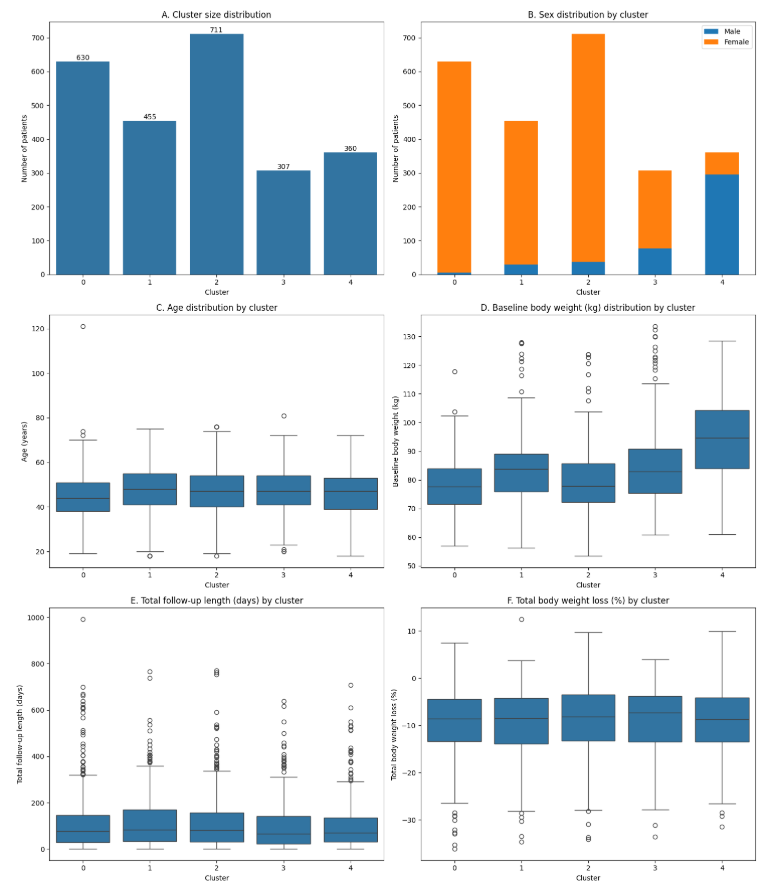 A. Cluster size distribution
Number of patients
700
600
500
400
300
200
100
0
630
455
711
307
360
0 1 2 3 4
Cluster
B. Sex distribution by cluster
Male
Female
Number of patients
700
600
500
400
300
200
100
0
0 1 2 3 4
Cluster
C. Age distribution by cluster
Age (years)
120
100
80
60
40
20
0 1 2 3 4
Cluster
D. Baseline body weight (kg) distribution by cluster
Baseline body weight (kg)
130
120
110
100
90
80
70
60
50
0 1 2 3 4
Cluster
E. Total follow-up length (days) by cluster
Total follow-up length (days)
1000
800
600
400
200
0
0 1 2 3 4
Cluster
F. Total body weight loss (%) by cluster
Total body weight loss (%)
10
0
−10
−20
−30
0 1 2 3 4
Cluster